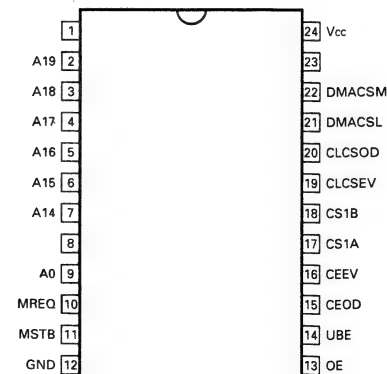 1 24 Vcc
A19 2 23
A18 3 22 DMACSM
A17 4 21 DMACSL
A16 5 20 CLCSOD
A15 6 19 CLCSEV
A14 7 18 CS1B
8 17 CS1A
A0 9 16 CEEV
MREQ 10 15 CEOD
MSTB 11 14 UBE
GND 12 13 OE